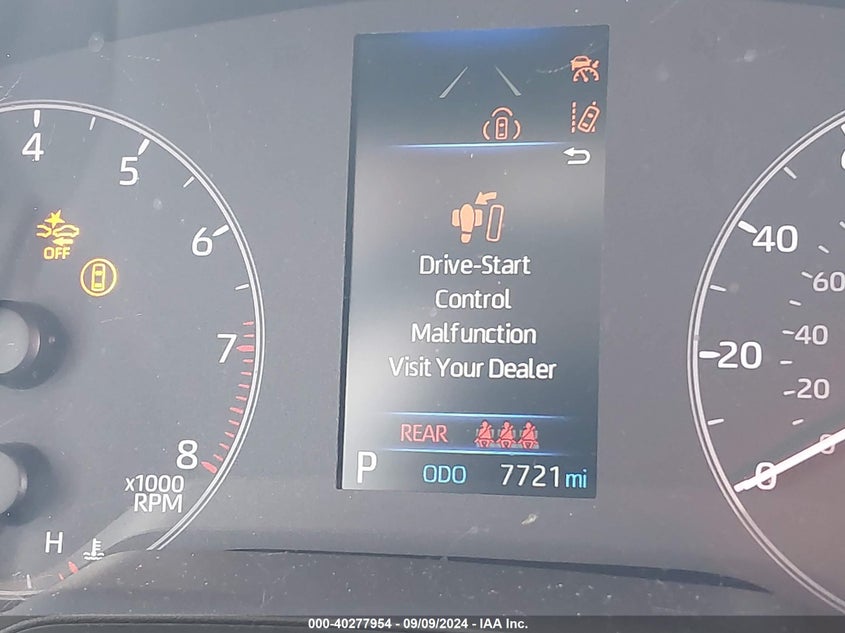 4
5
6
7
8
x1000
RPM
H
OFF
Drive-Start
Control
Malfunction
Visit Your Dealer
REAR
P ODO 7721 mi
40
20
0
60
40
20
0
000-40277954 - 09/09/2024 - IAA Inc.